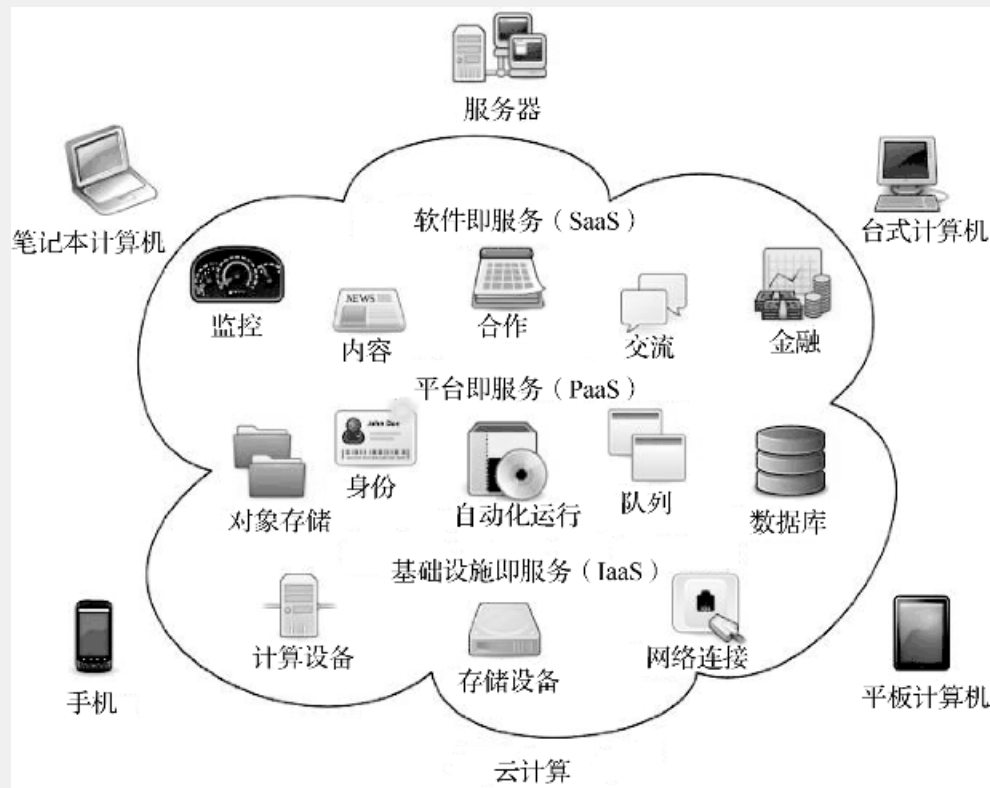 服务器
笔记本计算机
台式计算机
软件即服务（SaaS）
监控
NEWS
内容
合作
交流
金融
平台即服务（PaaS）
对象存储
John Doe
身份
自动化运行
队列
数据库
基础设施即服务（IaaS）
计算设备
存储设备
网络连接
手机
平板计算机
云计算